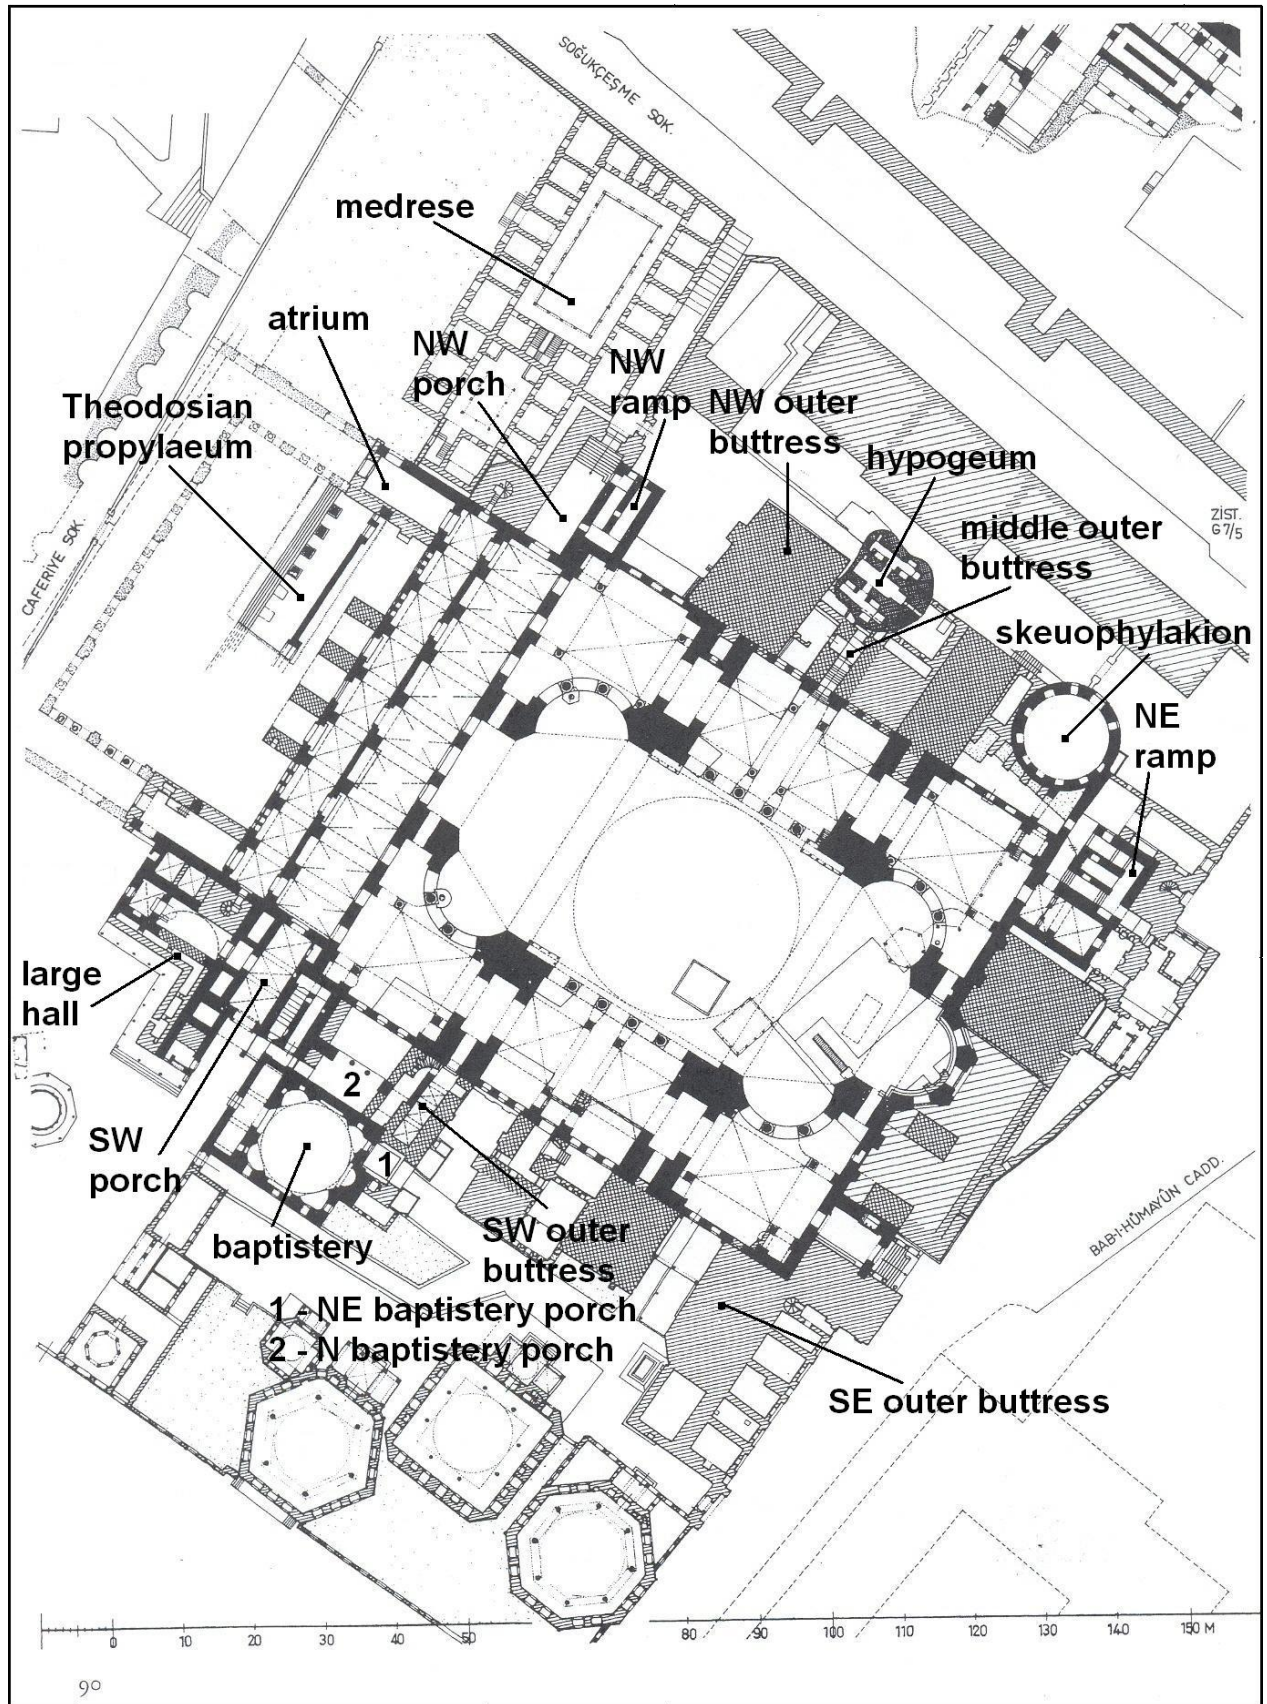 SOĞUKÇEŞME SOK.
medrese
atrium
NW
porch
NW
ramp
NW outer
buttress
Theodosian
propylaeum
hypogeum
ZİST.
G 7/5
middle outer
buttress
CAFERİYE SOK.
skeuophylakion
NE
ramp
large
hall
2
SW
porch
1
baptistery
SW outer
buttress
BAB-I-HÜMAYÛN CADD.
1 - NE baptistery porch
2 - N baptistery porch
SE outer buttress
0 10 20 30 40 50 80 90 100 110 120 130 140 150 M
90